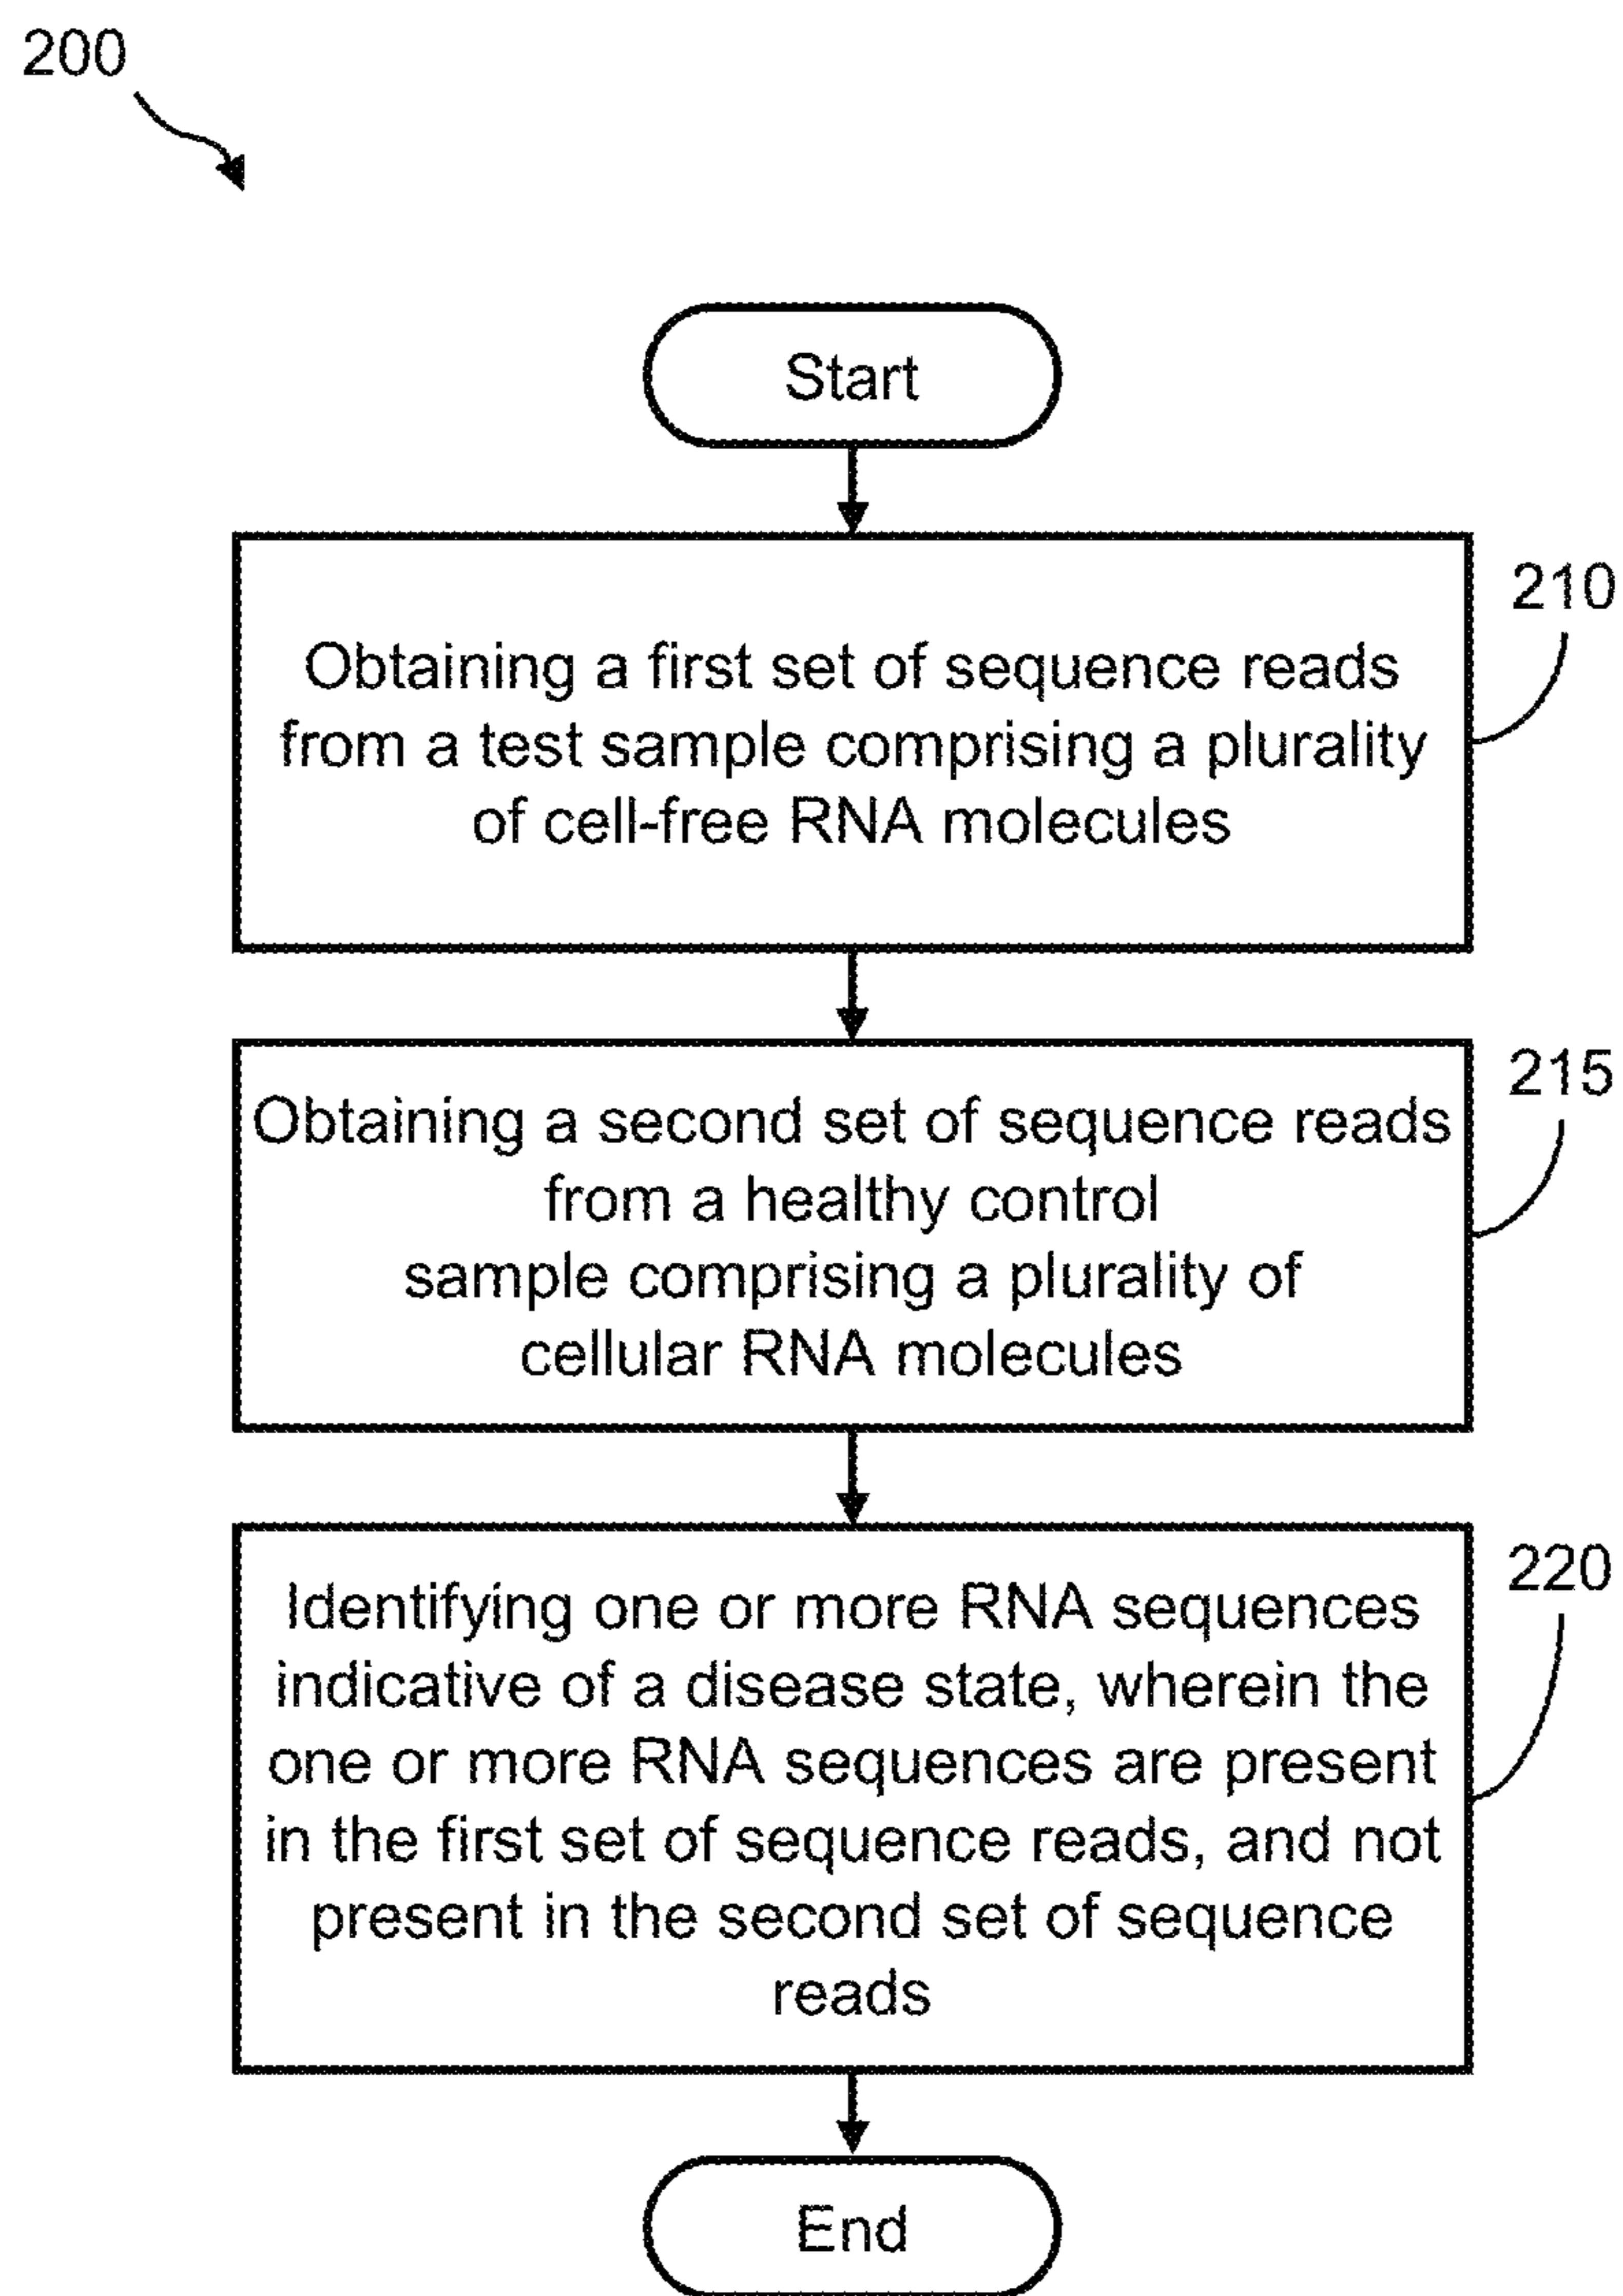 200
Start
210
Obtaining a first set of sequence reads
from a test sample comprising a plurality
of cell-free RNA molecules
215
Obtaining a second set of sequence reads
from a healthy control
sample comprising a plurality of
cellular RNA molecules
220
Identifying one or more RNA sequences
indicative of a disease state, wherein the
one or more RNA sequences are present
in the first set of sequence reads, and not
present in the second set of sequence
reads
End